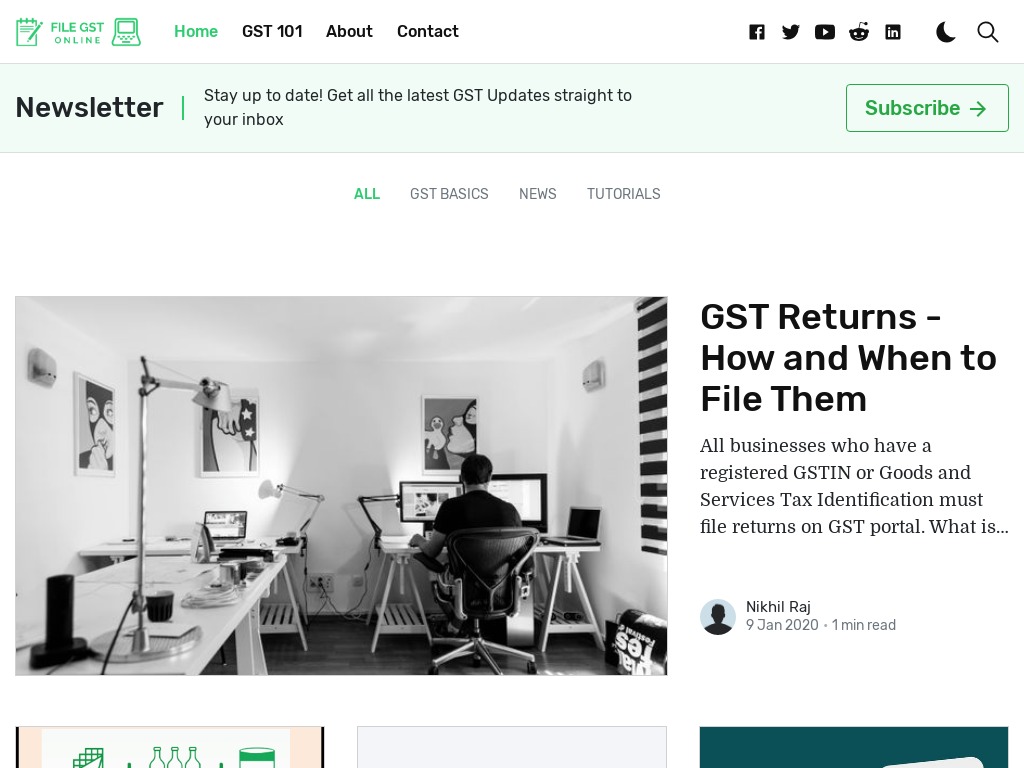 FILE GST
ONLINE
Home
GST 101
About
Contact
Newsletter
Stay up to date! Get all the latest GST Updates straight to
your inbox
Subscribe
ALL
GST BASICS
NEWS
TUTORIALS
GST Returns -
How and When to
File Them
All businesses who have a
registered GSTIN or Goods and
Services Tax Identification must
file returns on GST portal. What is...
Nikhil Raj
9 Jan 2020 • 1 min read